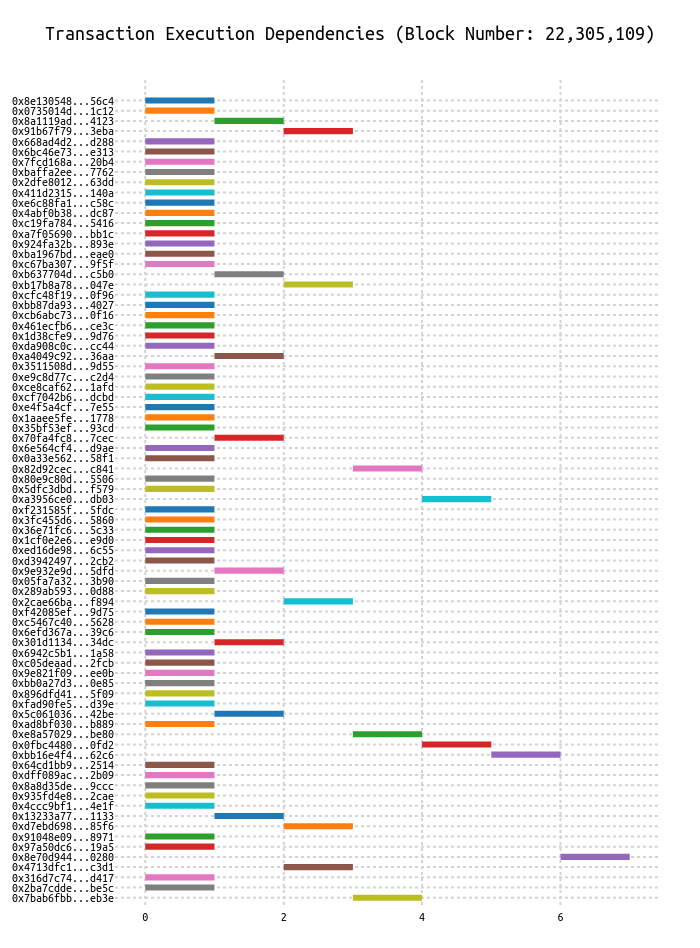 Transaction Execution Dependencies (Block Number: 22,305,109)
0x8e130548...56c4
0x0735014d...1c12
0x8a1119ad...4123
0x91b67f79...3eba
0x668ad4d2...d288
0x6bc46e73...e313
0x7fcd168a...20b4
0xbaffa2ee...7762
0x2dfe8012...63dd
0x411d2315...140a
0xe6c88fa1...c58c
0x4abf0b38...dc87
0xc19fa784...5416
0xa7f05690...bb1c
0x924fa32b...893e
0xba1967bd...eae0
0xc67ba307...9f5f
0xb637704d...c5b0
0xb17b8a78...047e
0xcfc48f19...0f96
0xbb87da93...4027
0xcb6abc73...0f16
0x461ecfb6...ce3c
0x1d38cfe9...9d76
0xda908c0c...cc44
0xa4049c92...36aa
0x3511508d...9d55
0xe9c8d77c...c2d4
0xce8caf62...1afd
0xcf7042b6...dcbd
0xe4f5a4cf...7e55
0x1aaee5fe...1778
0x35bf53ef...93cd
0x70fa4fc8...7cec
0x6e564cf4...d9ae
0x0a33e562...58f1
0x82d92cec...c841
0x80e9c80d...5506
0x5dfc3dbd...f579
0xa3956ce0...db03
0xf231585f...5fdc
0x3fc455d6...5860
0x36e71fc6...5c33
0x1cf0e2e6...e9d0
0xed16de98...6c55
0xd3942497...2cb2
0x9e932e9d...5dfd
0x05fa7a32...3b90
0x289ab593...0d88
0x2cae66ba...f894
0xf42085ef...9d75
0xc5467c40...5628
0x6efd367a...39c6
0x301d1134...34dc
0x6942c5b1...1a58
0xc05deaad...2fcb
0x9e821f09...ee0b
0xbb0a27d3...0e85
0x896dfd41...5f09
0xfad90fe5...d39e
0x5c061036...42be
0xad8bf030...b889
0xe8a57029...be80
0x0fbc4480...0fd2
0xbb16e4f4...62c6
0x64cd1bb9...2514
0xdff089ac...2b09
0x8a8d35de...9ccc
0x935fd4e8...2cae
0x4ccc9bf1...4e1f
0x13233a77...1133
0xd7ebd698...85f6
0x91048e09...8971
0x97a50dc6...19a5
0x8e70d944...0280
0x4713dfc1...c3d1
0x316d7c74...d417
0x2ba7cdde...be5c
0x7bab6fbb...eb3e
0 2 4 6